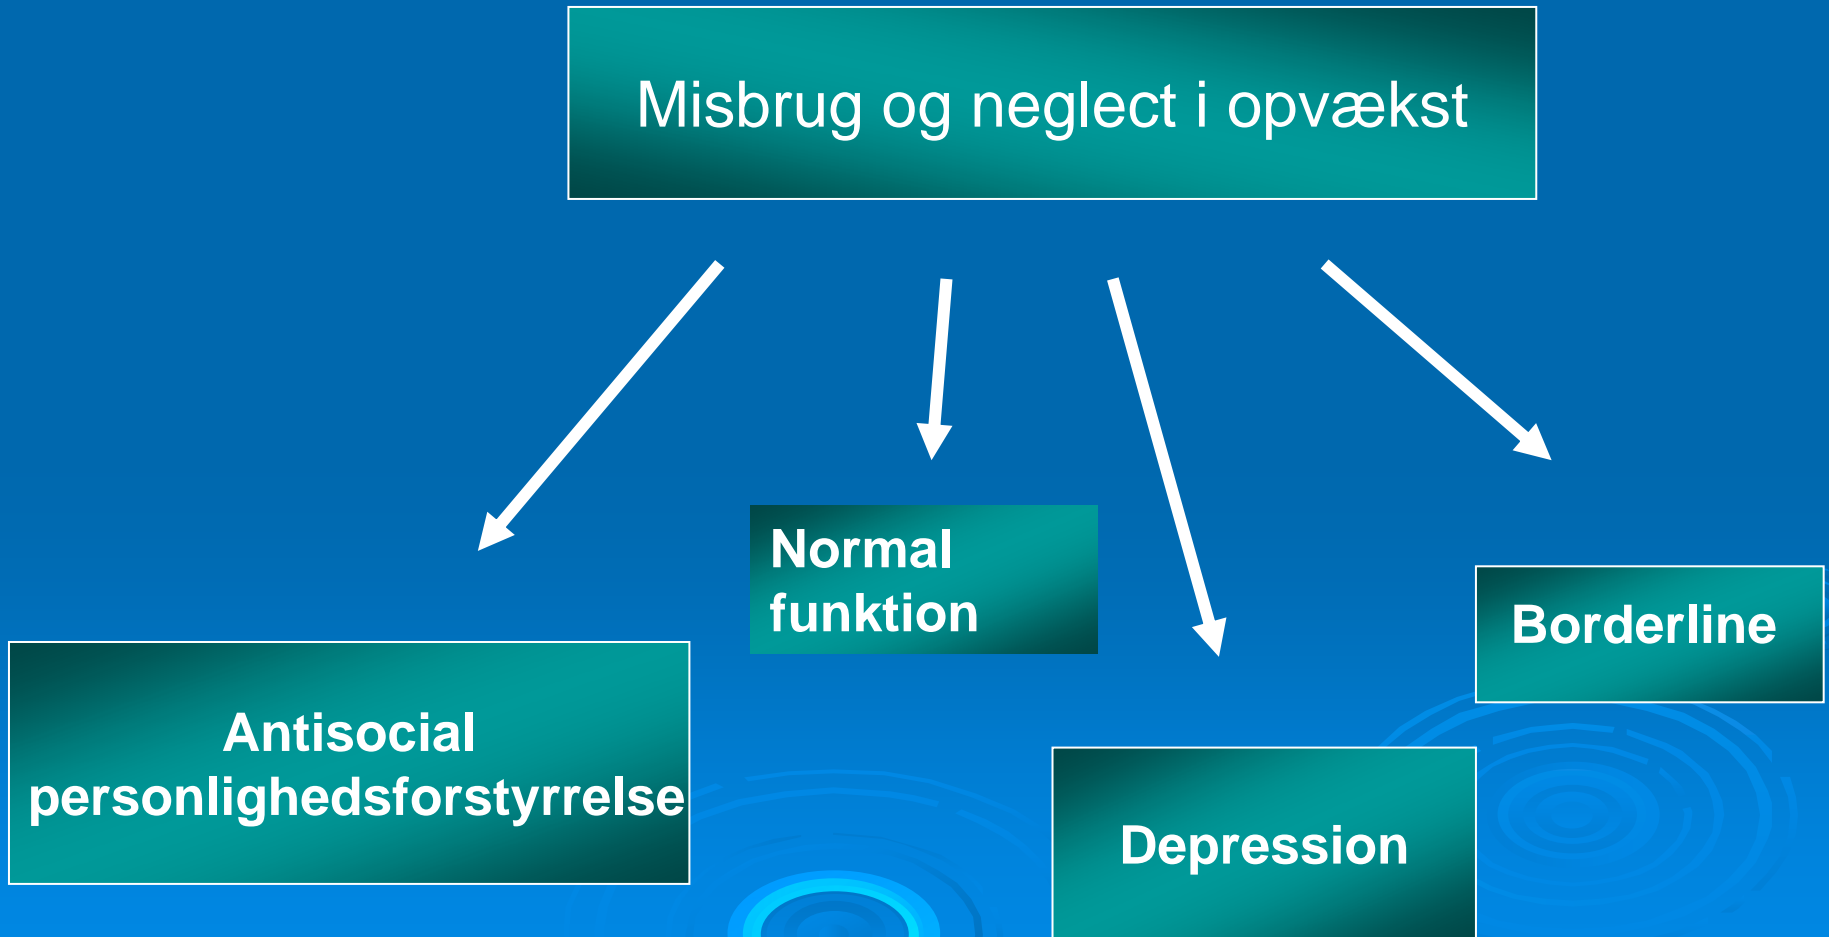 Misbrug og neglect i opvækst
Normal
funktion
Borderline
Antisocial
personlighedsforstyrrelse
Depression